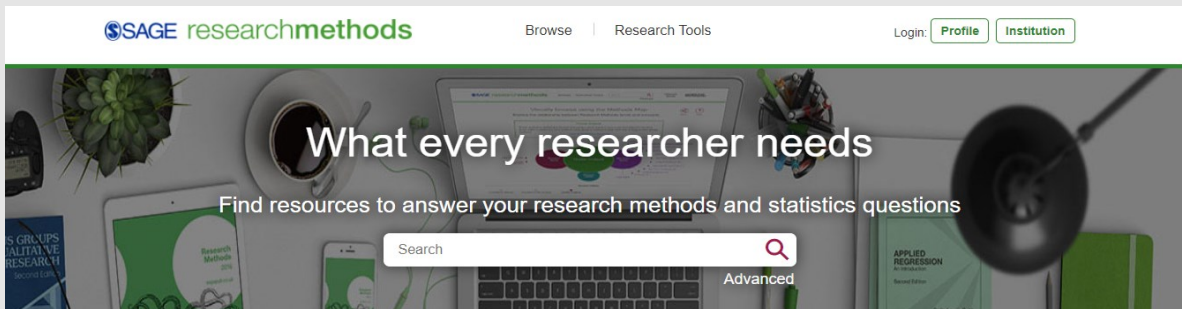 SAGE researchmethods
Browse
Research Tools
Login: Profile Institution
What every researcher needs
Find resources to answer your research methods and statistics questions
Search
Advanced
S GROUPS
ALITATIVE
RESEARCH
Second Edition
Research
Methods
APPLIED
REGRESSION
An Introduction
Second Edition